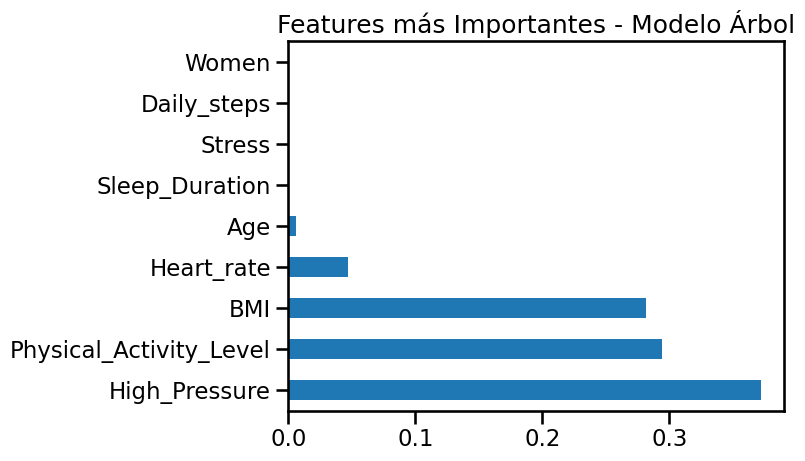 Features más Importantes - Modelo Árbol
Women
Daily_steps
Stress
Sleep_Duration
Age
Heart_rate
BMI
Physical_Activity_Level
High_Pressure
0.0 0.1 0.2 0.3